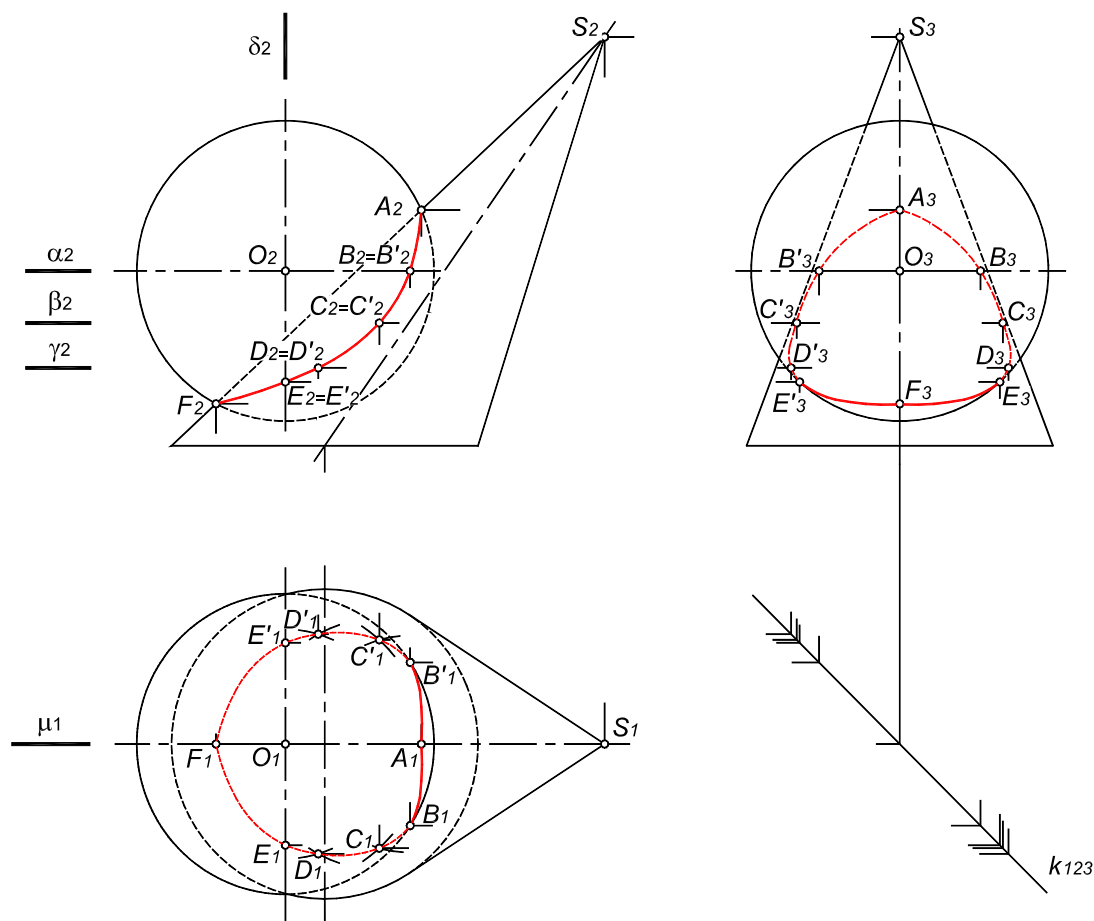 δ2
S2
S3
A2
A3
α2
O2
B2=B'2
B'3
O3
B3
β2
C2=C'2
C'3
C3
γ2
D2=D'2
D'3
D3
F2
E2=E'2
E'3
F3
E3
E'1
D'1
C'1
B'1
μ1
F1
O1
A1
S1
B1
E1
D1
C1
k123